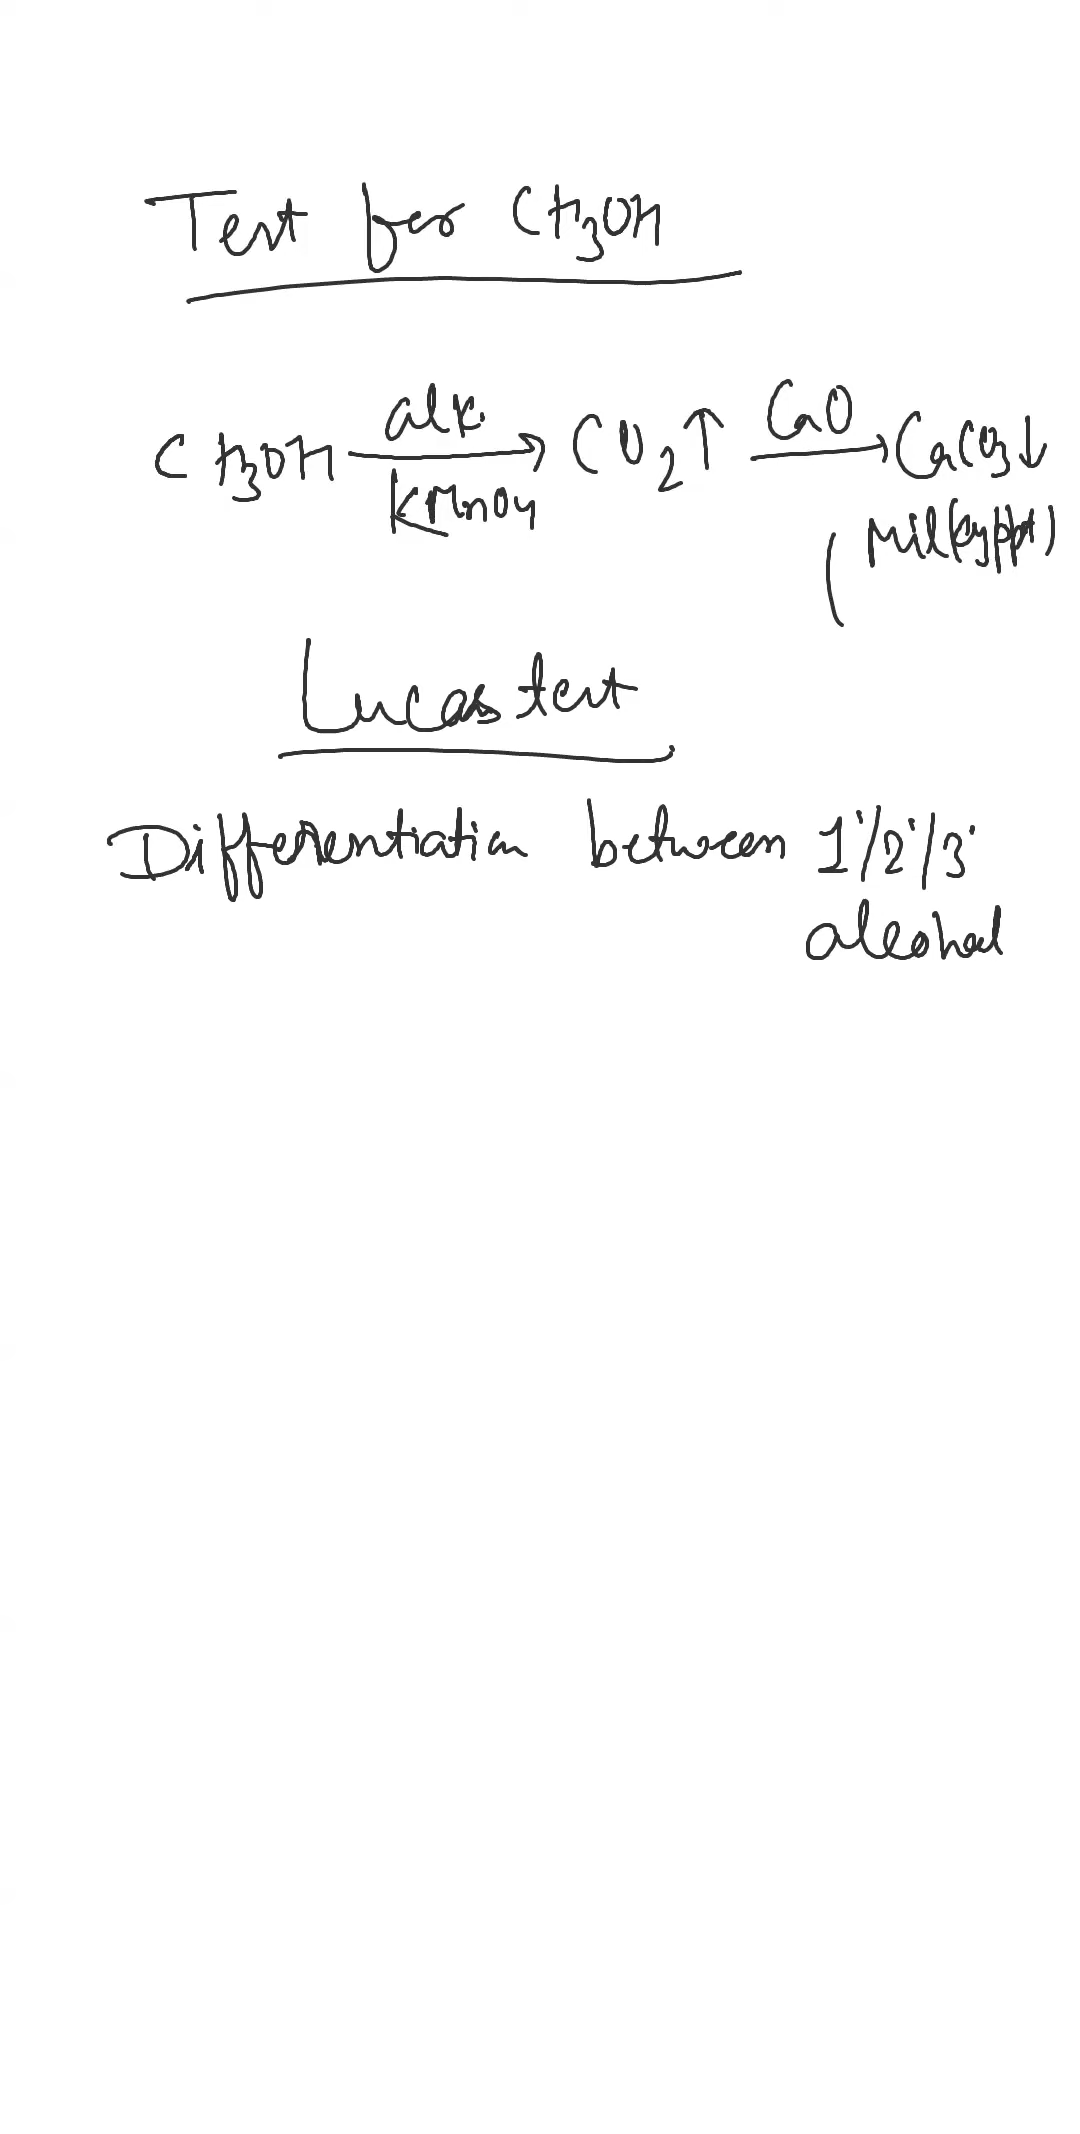 Test for CH3OH
CH3OH alk. KMnO4 → CO2↑ CaO → CaCO3↓
(Milky ppt)
Lucas test
Differentiation between 1°/2°/3°
alcohol